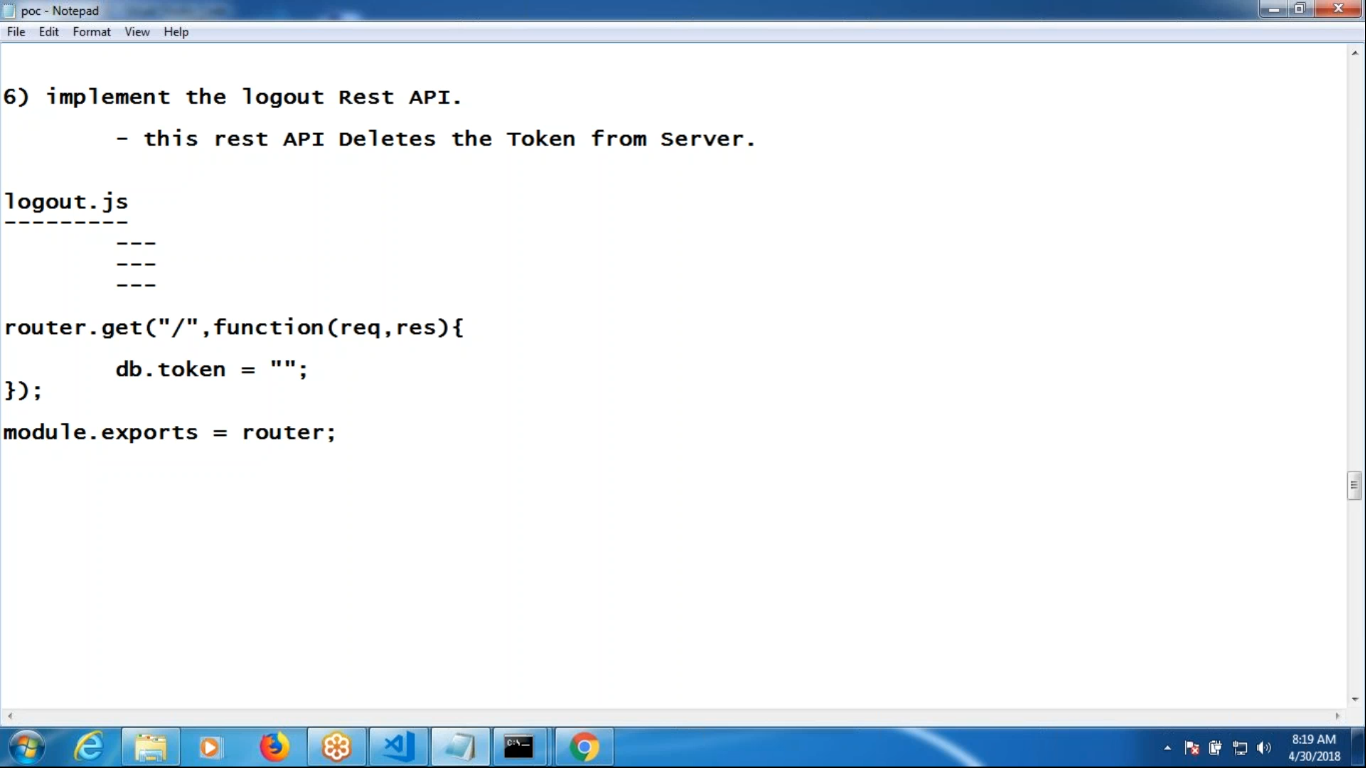 poc - Notepad
File Edit Format View Help
6) implement the logout Rest API.
- this rest API Deletes the Token from Server.
logout.js
---------
---
---
---
router.get("/",function(req,res){
db.token = "";
});
module.exports = router;
C:\_
8:19 AM
4/30/2018